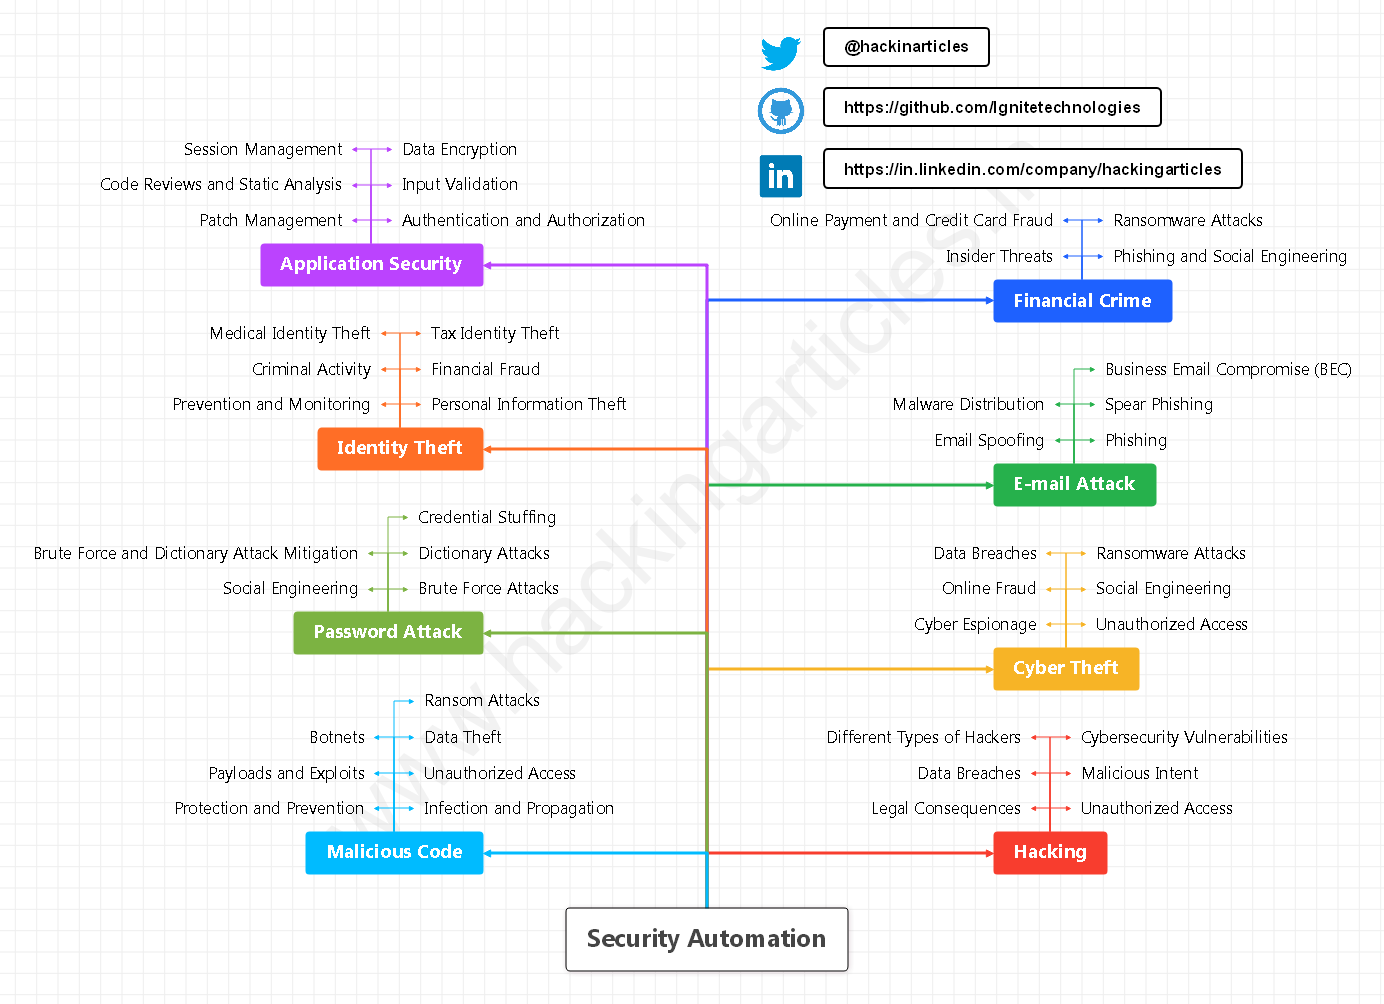 @hackinarticles
https://github.com/Ignitetechnologies
https://in.linkedin.com/company/hackingarticles
in
Session Management
Data Encryption
Code Reviews and Static Analysis
Input Validation
Patch Management
Authentication and Authorization
Application Security
Online Payment and Credit Card Fraud
Ransomware Attacks
Insider Threats
Phishing and Social Engineering
Financial Crime
Medical Identity Theft
Tax Identity Theft
Criminal Activity
Financial Fraud
Prevention and Monitoring
Personal Information Theft
Identity Theft
Business Email Compromise (BEC)
Malware Distribution
Spear Phishing
Email Spoofing
Phishing
E-mail Attack
Credential Stuffing
Brute Force and Dictionary Attack Mitigation
Dictionary Attacks
Social Engineering
Brute Force Attacks
Password Attack
Data Breaches
Ransomware Attacks
Online Fraud
Social Engineering
Cyber Espionage
Unauthorized Access
Cyber Theft
Ransom Attacks
Botnets
Data Theft
Payloads and Exploits
Unauthorized Access
Protection and Prevention
Infection and Propagation
Malicious Code
Different Types of Hackers
Cybersecurity Vulnerabilities
Data Breaches
Malicious Intent
Legal Consequences
Unauthorized Access
Hacking
Security Automation
www.hackingarticles.in